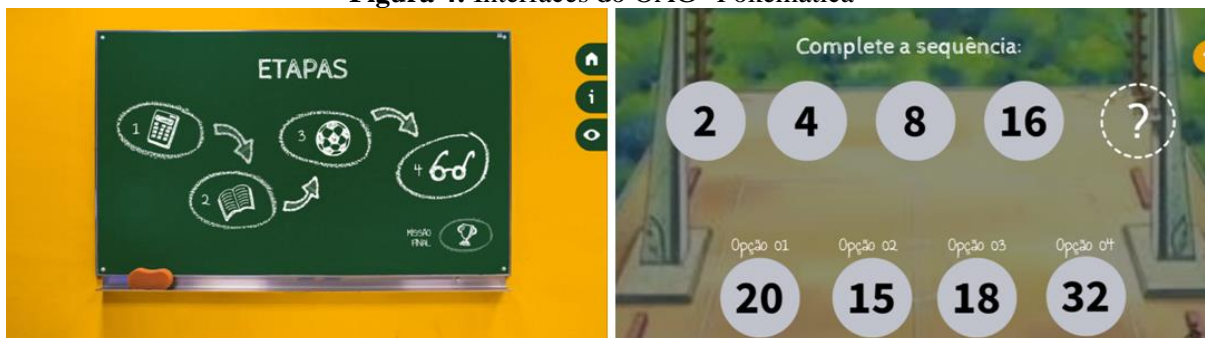 Figura 4. Interfaces do OAG "Pokemática"
ETAPAS
1
2
3
4
MISSÃO
FINAL
i
Complete a sequência:
2 4 8 16 ?
Opção 01 Opção 02 Opção 03 Opção 04
20 15 18 32